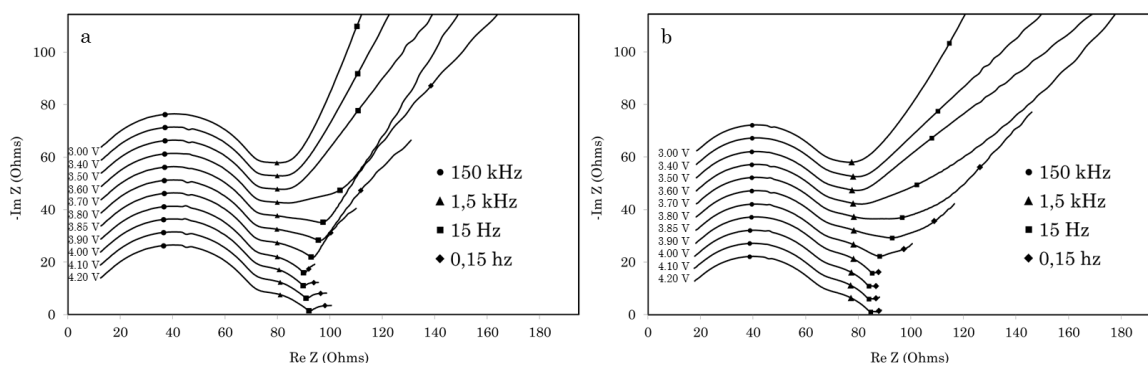 a
-Im Z (Ohms)
100
80
60
40
20
0
3.00 V
3.40 V
3.50 V
3.60 V
3.70 V
3.80 V
3.85 V
3.90 V
4.00 V
4.10 V
4.20 V
150 kHz
1,5 kHz
15 Hz
0,15 hz
0 20 40 60 80 100 120 140 160 180
Re Z (Ohms)
b
-Im Z (Ohms)
100
80
60
40
20
0
3.00 V
3.40 V
3.50 V
3.60 V
3.70 V
3.80 V
3.85 V
3.90 V
4.00 V
4.10 V
4.20 V
150 kHz
1,5 kHz
15 Hz
0,15 hz
0 20 40 60 80 100 120 140 160 180
Re Z (Ohms)